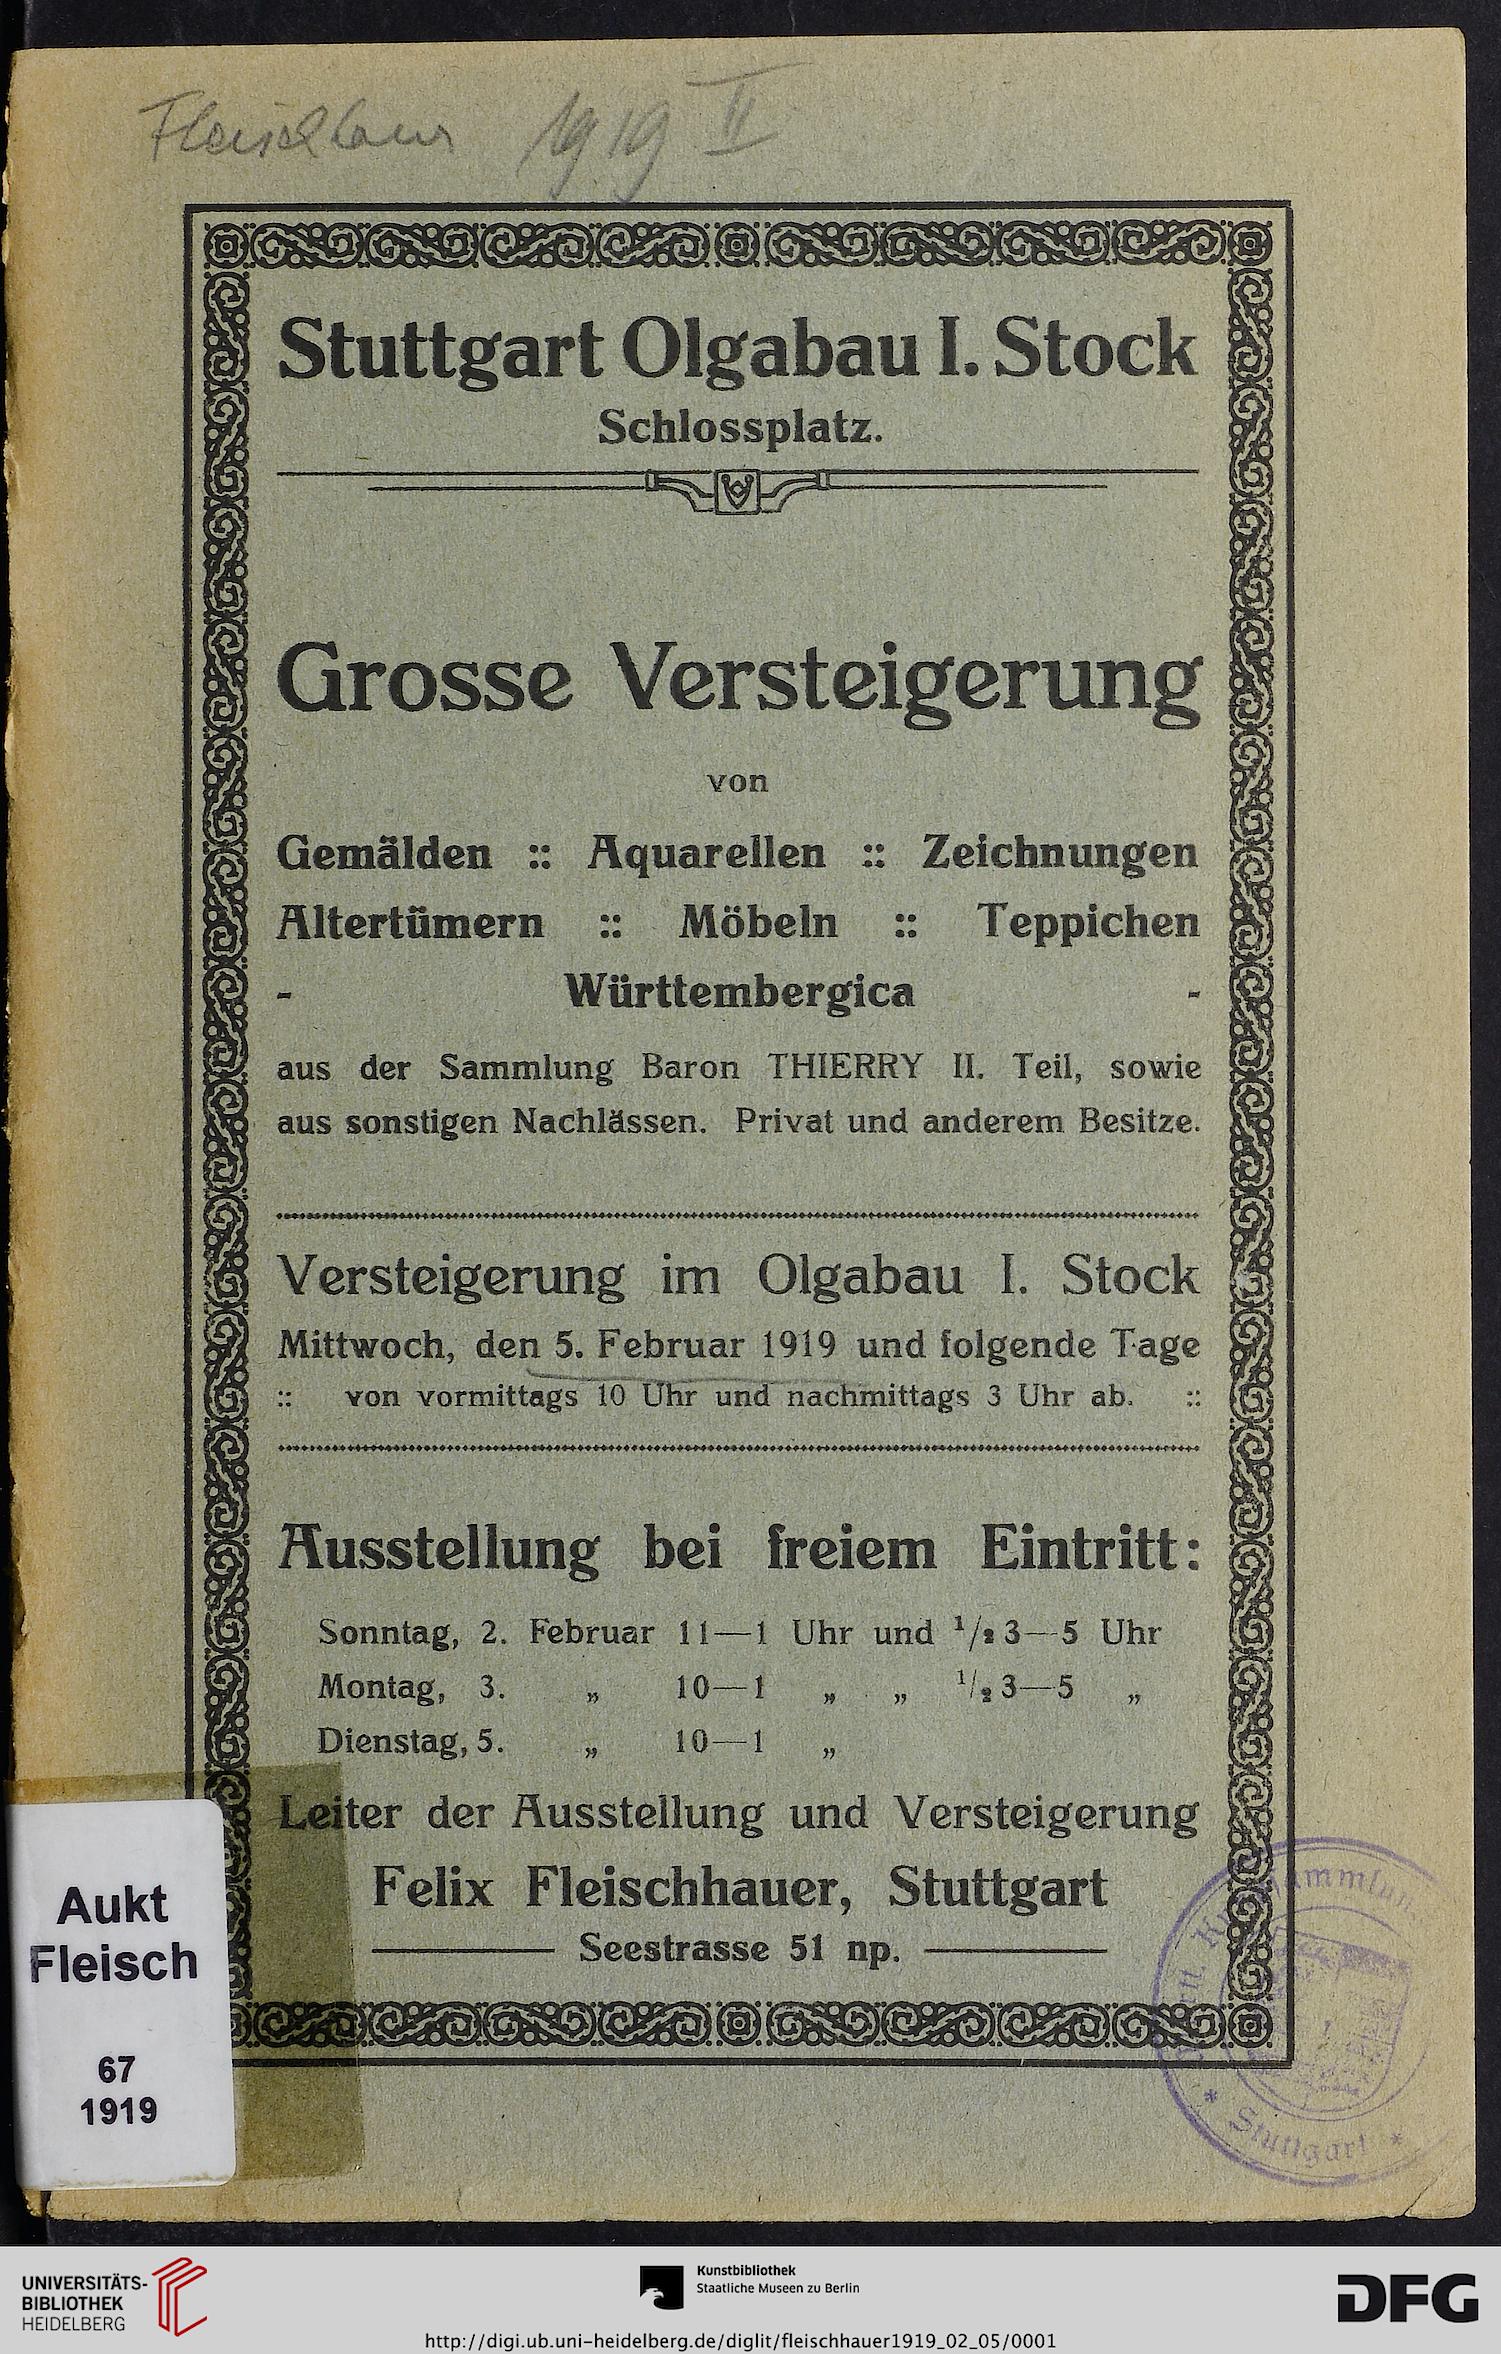 Fleischhauer 1919 II
Stuttgart Olgabau I. Stock
Schlossplatz.
Grosse Versteigerung
von
Gemälden :: Aquarellen :: Zeichnungen
Altertümern :: Möbeln :: Teppichen
- Württembergica -
aus der Sammlung Baron THIERRY II. Teil, sowie
aus sonstigen Nachlässen. Privat und anderem Besitze.
Versteigerung im Olgabau I. Stock
Mittwoch, den 5. Februar 1919 und folgende Tage
:: von vormittags 10 Uhr und nachmittags 3 Uhr ab. ::
Ausstellung bei freiem Eintritt:
Sonntag, 2. Februar 11—1 Uhr und 1/2 3—5 Uhr
Montag, 3. „ 10—1 „ „ 1/2 3—5 „
Dienstag, 5. „ 10—1 „
Leiter der Ausstellung und Versteigerung
Felix Fleischhauer, Stuttgart
Seestrasse 51 np.
Aukt
Fleisch
67
1919
* Stuttgart *
UNIVERSITÄTS-
BIBLIOTHEK
HEIDELBERG
Kunstbibliothek
Staatliche Museen zu Berlin
DFG
http://digi.ub.uni-heidelberg.de/diglit/fleischhauer1919_02_05/0001